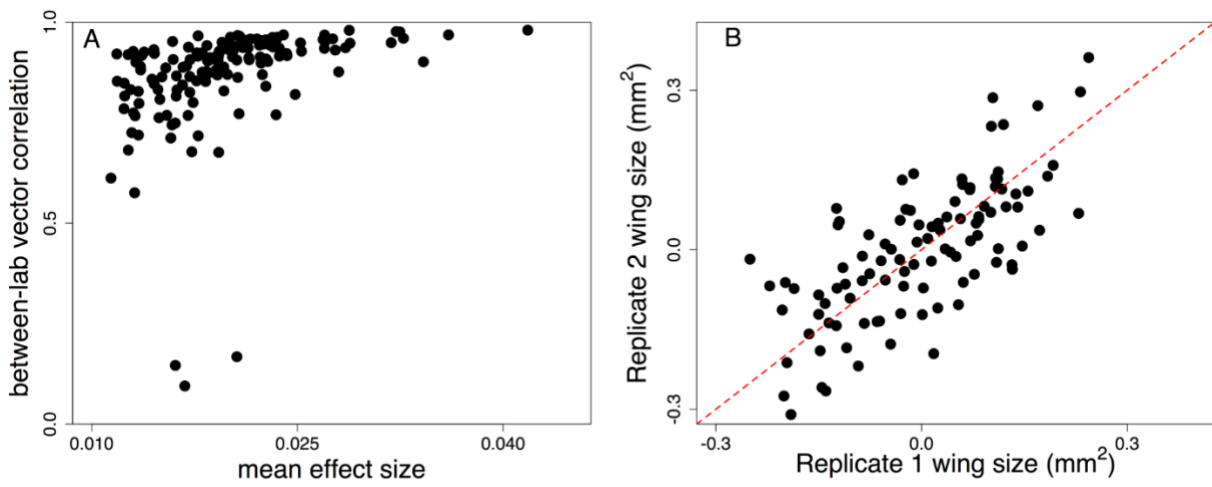 A
between-lab vector correlation
1.0
0.5
0.0
0.010
0.025
0.040
mean effect size
B
Replicate 2 wing size (mm²)
0.3
0.0
-0.3
-0.3
0.0
0.3
Replicate 1 wing size (mm²)